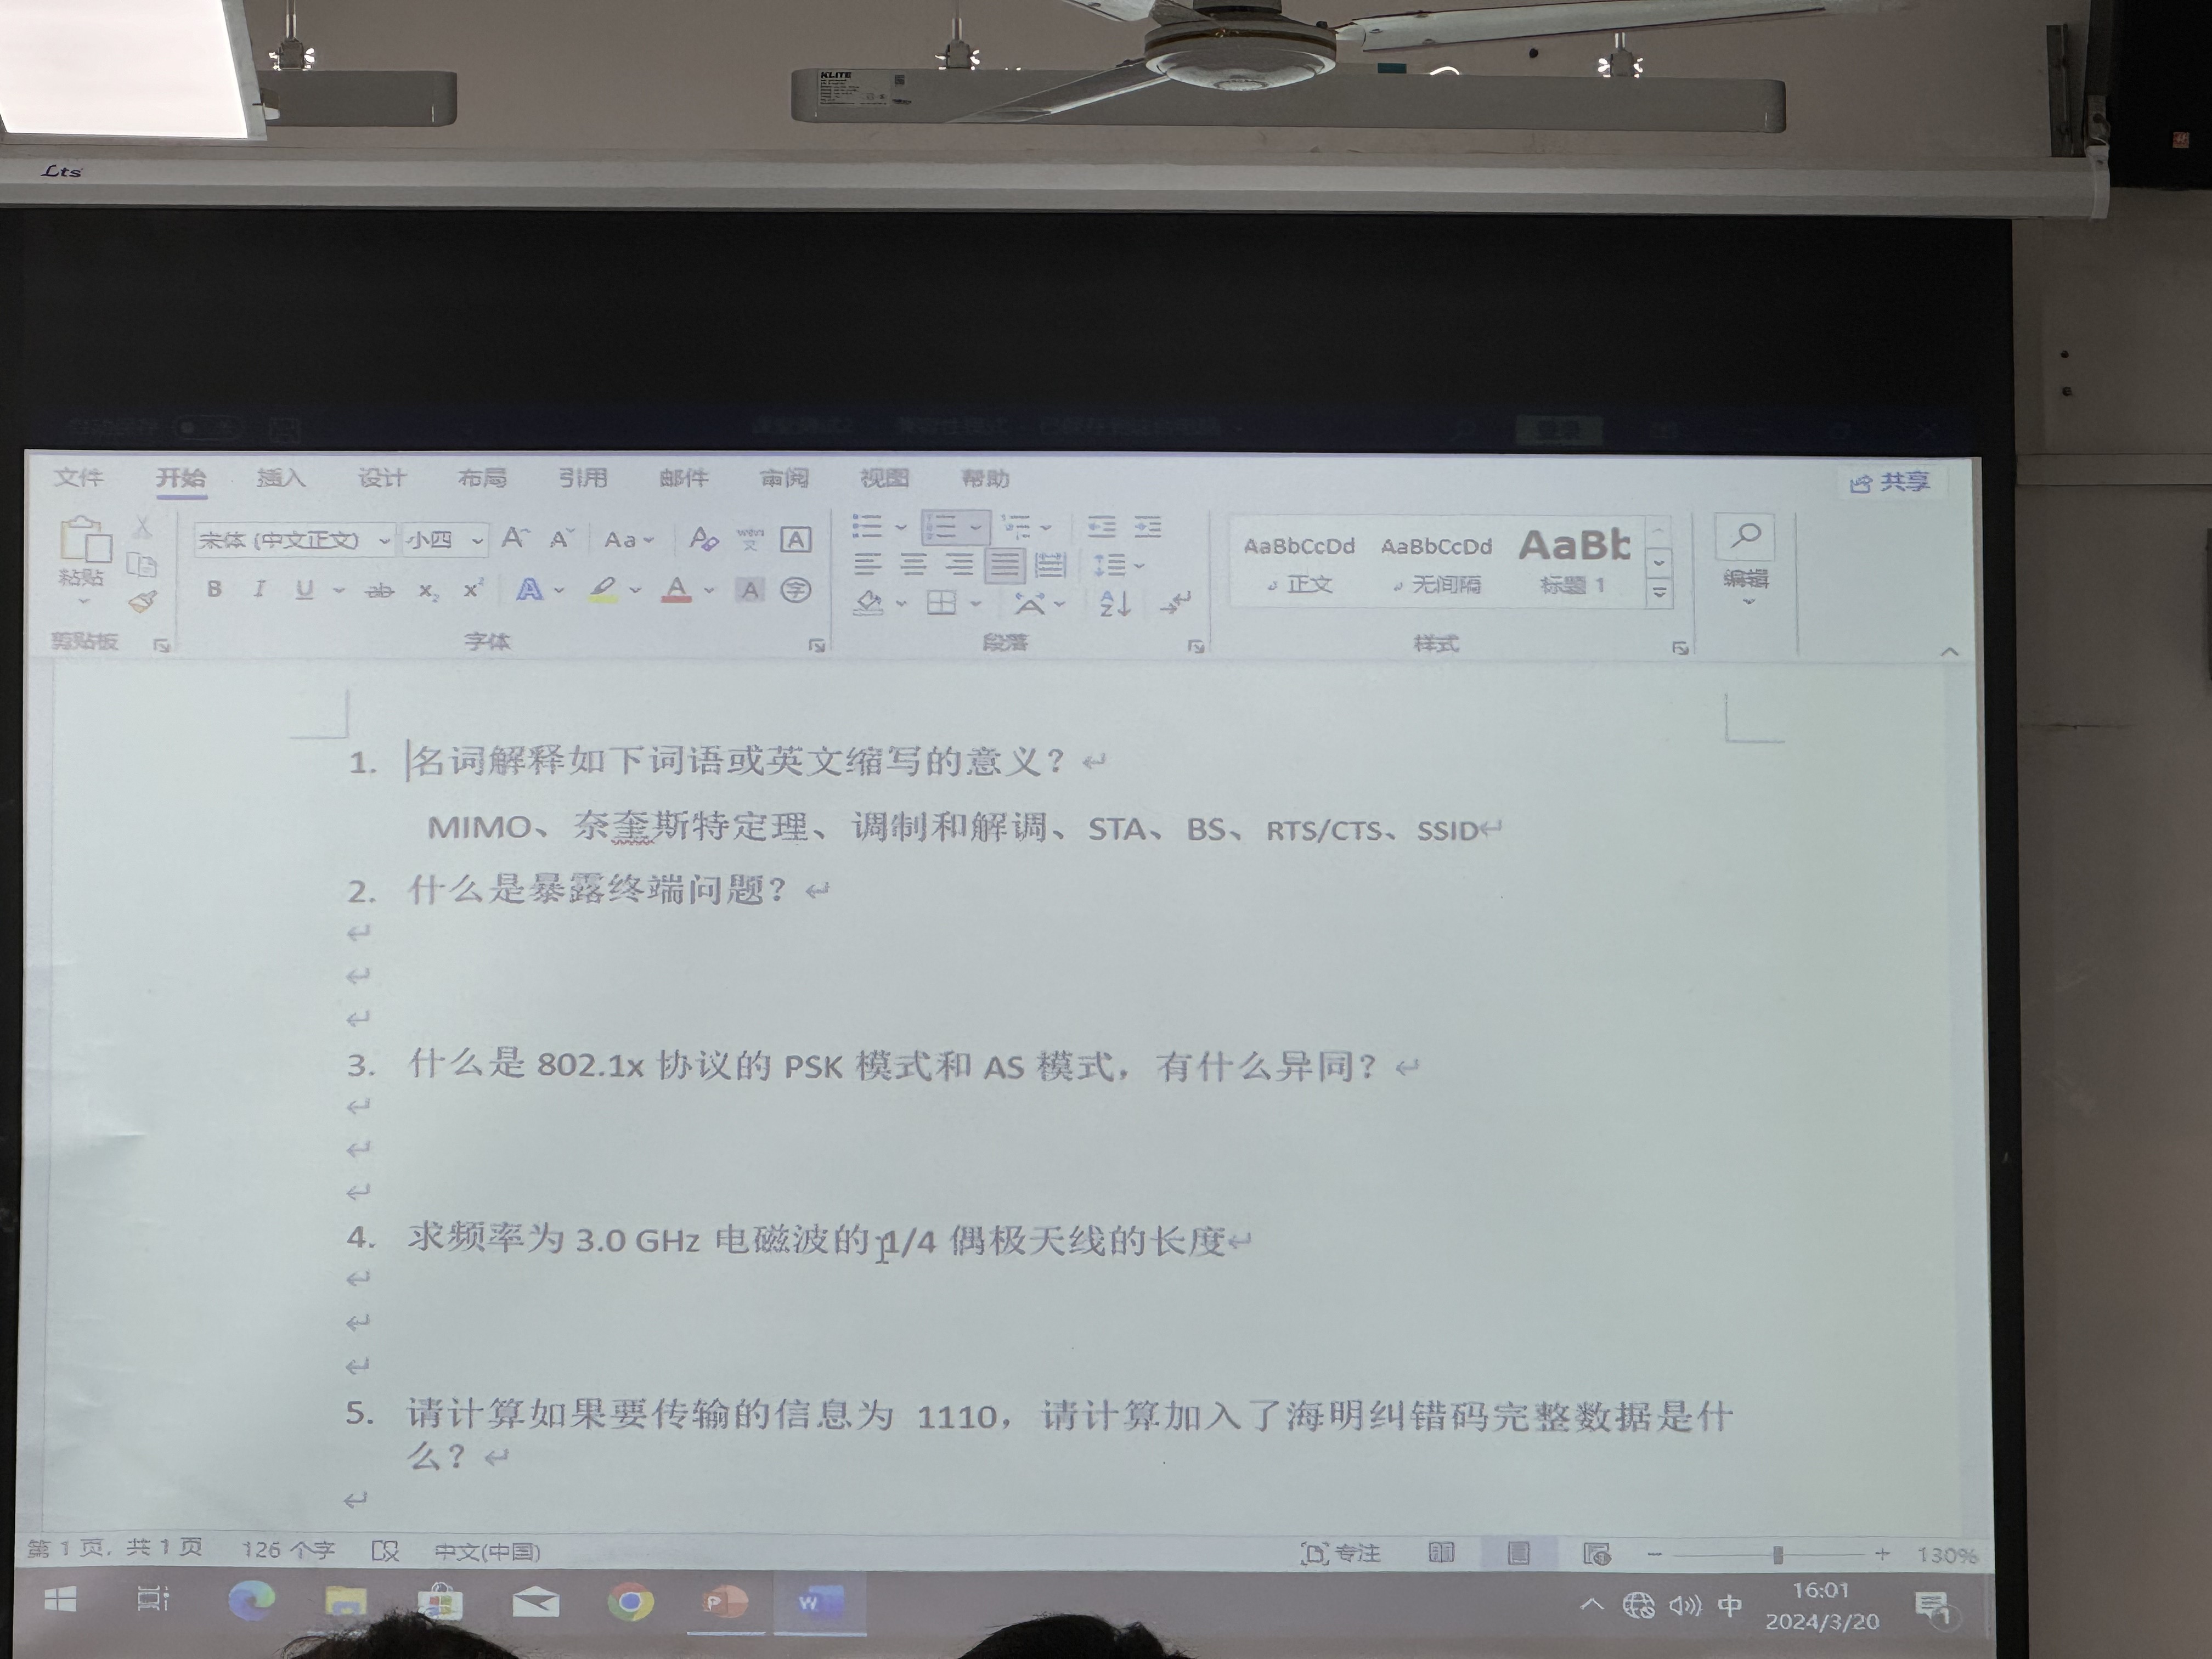 KLITE
Lts
文件 开始 插入 设计 布局 引用 邮件 审阅 视图 帮助 共享
宋体 (中文正文) 小四 A A Aa A wén 文 A
粘贴
B I U ab x₂ x² A A A 字
AaBbCcDd AaBbCcDd AaBb
正文 无间隔 标题 1
编辑
剪贴板 字体 段落 样式
1. 名词解释如下词语或英文缩写的意义？
MIMO、奈奎斯特定理、调制和解调、STA、BS、RTS/CTS、SSID
2. 什么是暴露终端问题？
3. 什么是 802.1x 协议的 PSK 模式和 AS 模式，有什么异同？
4. 求频率为 3.0 GHz 电磁波的 1/4 偶极天线的长度
5. 请计算如果要传输的信息为 1110，请计算加入了海明纠错码完整数据是什
么？
第 1 页, 共 1 页 126 个字 中文(中国) 专注 130%
中 16:01
2024/3/20